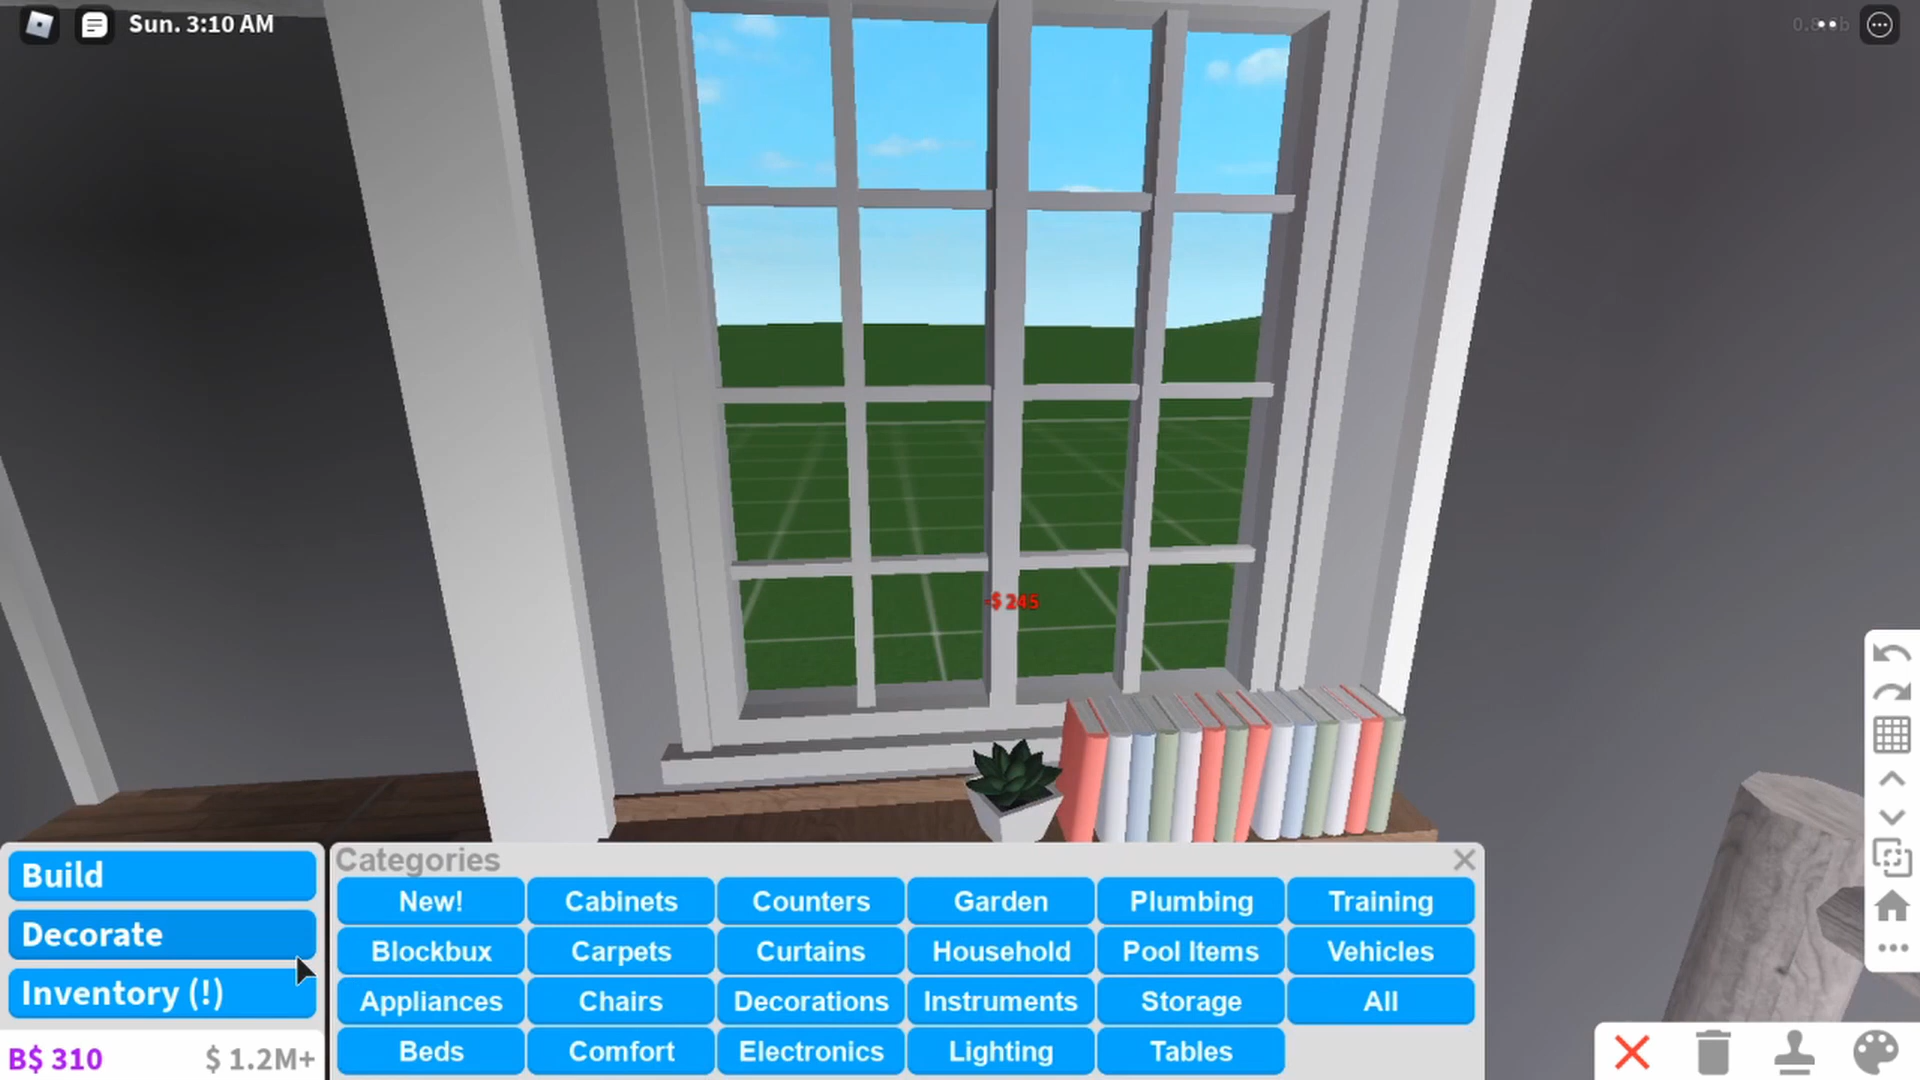 Sun. 3:10 AM
-$ 245
Build
Decorate
Inventory (!)
B$ 310
$ 1.2M+
Categories
New!
Cabinets
Counters
Garden
Plumbing
Training
Blockbux
Carpets
Curtains
Household
Pool Items
Vehicles
Appliances
Chairs
Decorations
Instruments
Storage
All
Beds
Comfort
Electronics
Lighting
Tables